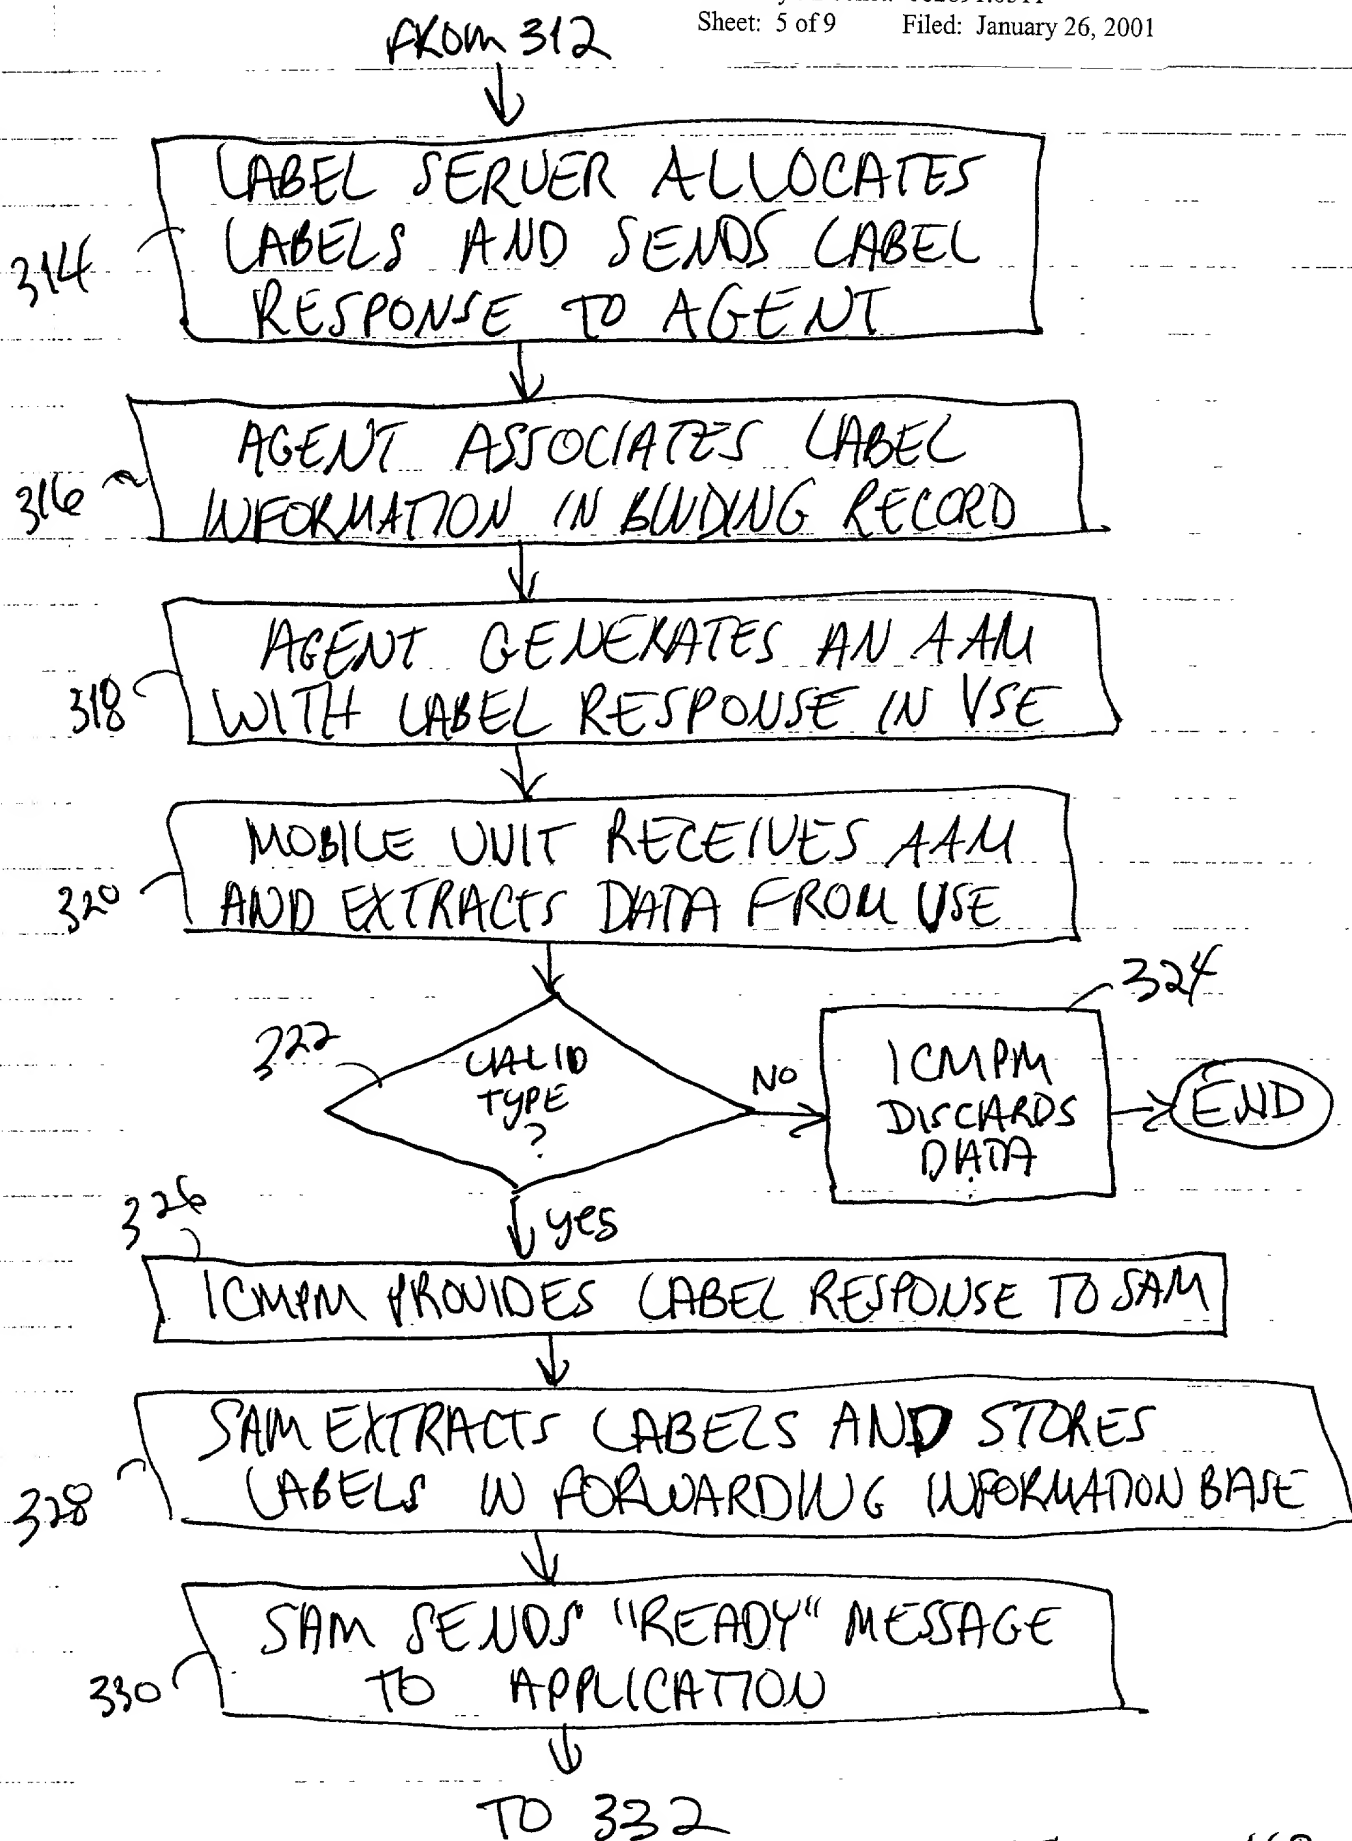 Sheet: 5 of 9 Filed: January 26, 2001
FROM 312
LABEL SERVER ALLOCATES
LABELS AND SENDS LABEL
RESPONSE TO AGENT
314
AGENT ASSOCIATES LABEL
INFORMATION IN BINDING RECORD
316
AGENT GENERATES AN AAM
WITH LABEL RESPONSE IN VSE
318
MOBILE UNIT RECEIVES AAM
AND EXTRACTS DATA FROM VSE
320
322
VALID
TYPE
?
NO
324
ICMPM
DISCARDS
DATA
END
yes
326
ICMPM PROVIDES LABEL RESPONSE TO SAM
SAM EXTRACTS LABELS AND STORES
LABELS IN FORWARDING INFORMATION BASE
328
SAM SENDS "READY" MESSAGE
TO APPLICATION
330
TO 332